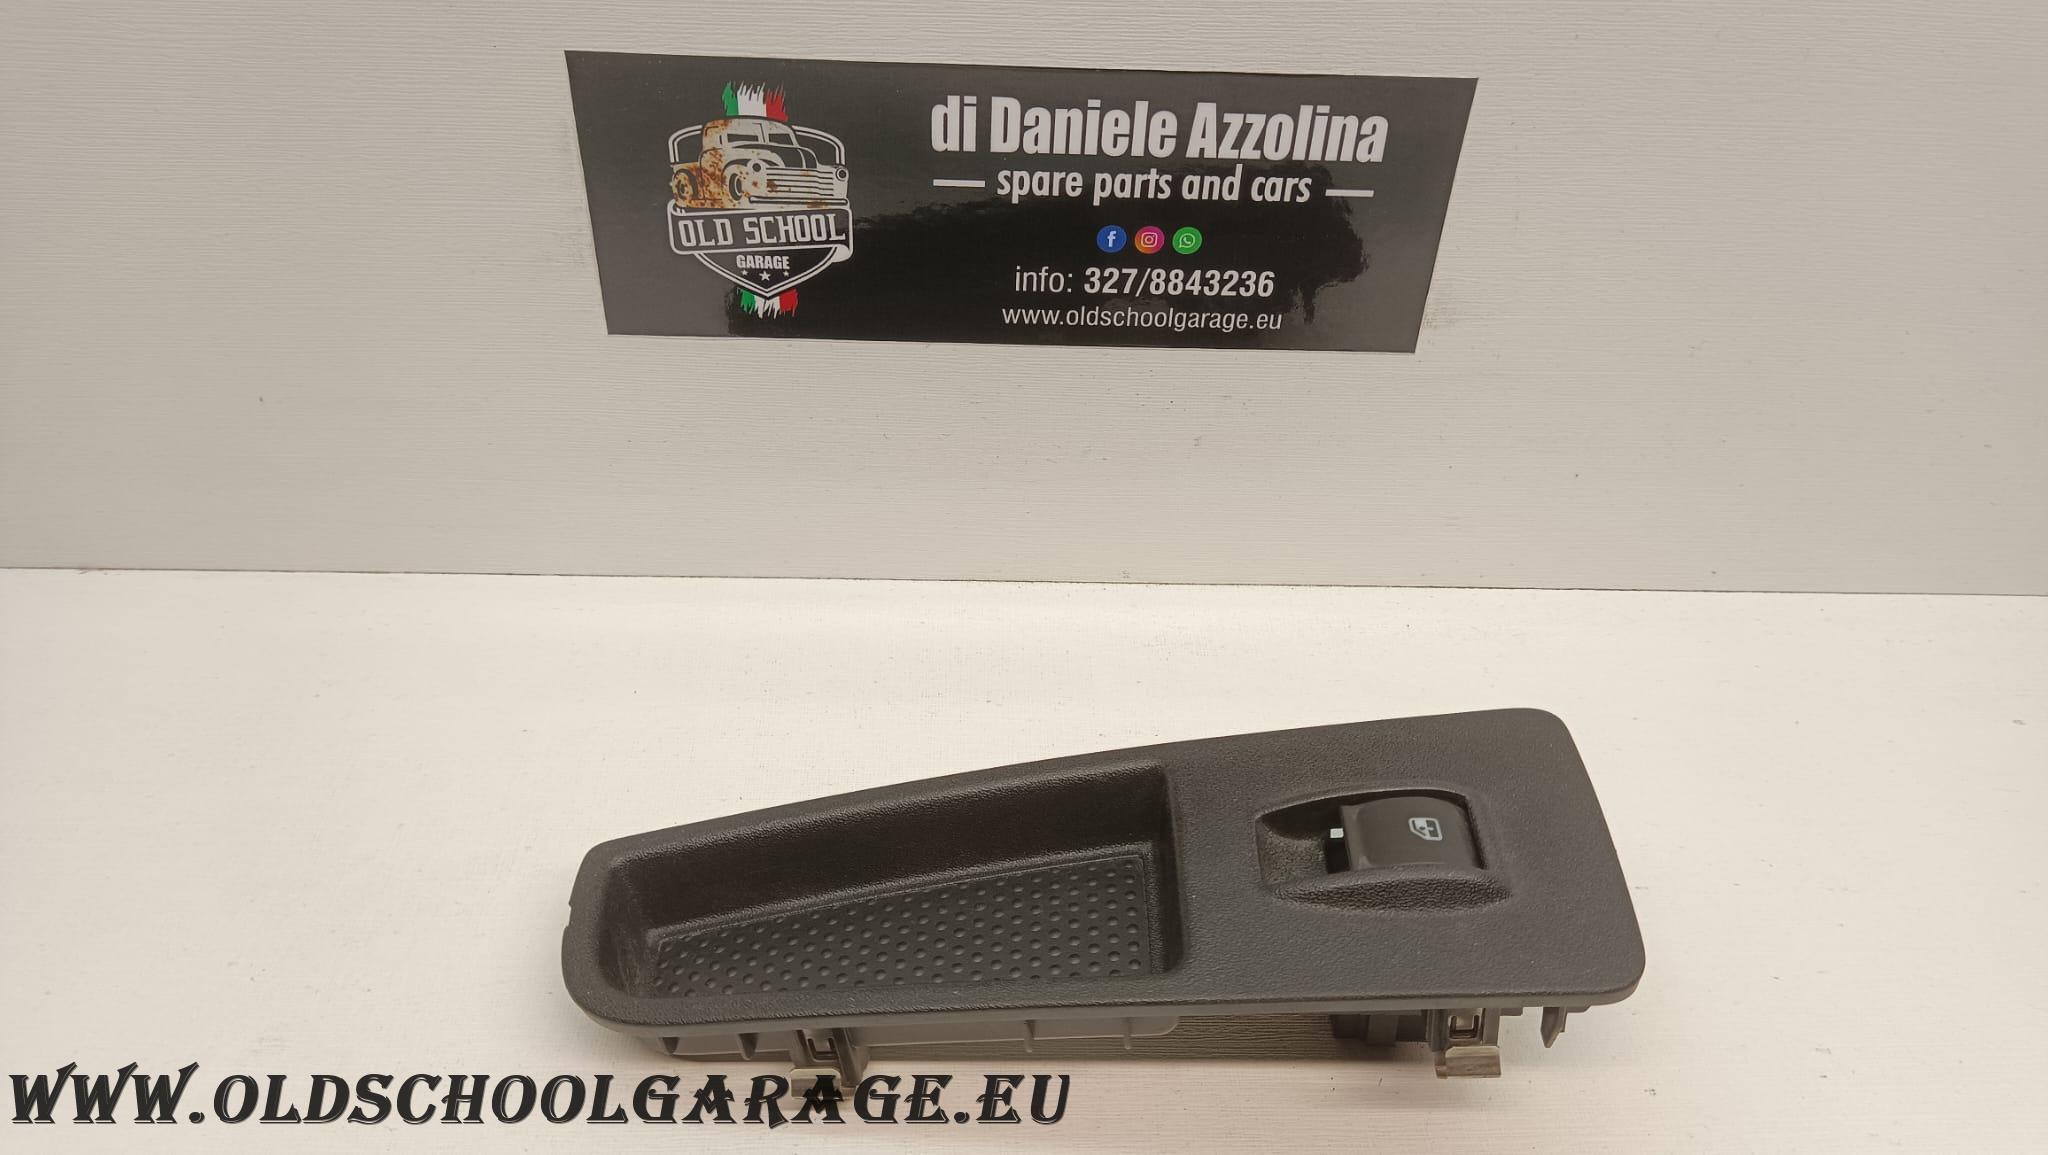 di Daniele Azzolina
spare parts and cars
OLD SCHOOL
GARAGE
info: 327/8843236
www.oldschoolgarage.eu
WWW.OLDSCHOOLGARAGE.EU